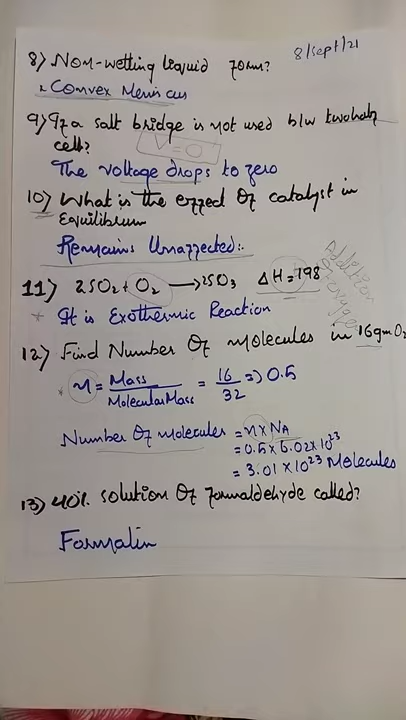 8/sept/21
8) Non-wetting liquid form?
Convex Meniscus
9) If a salt bridge is not used b/w two half
cell?
V=0
The voltage drops to zero
10) What is the effect Of catalyst in
Equilibrium
Remains Unaffected:.
11) 2SO2 + O2 → 2SO3 ΔH = 198
Addition
Oxygen
* It is Exothermic Reaction
12) Find Number Of molecules in 16gm O2
* n = Mass / Molecular Mass = 16/32 => 0.5
Number Of molecules = n x NA
= 0.5 x 6.02 x 10^23
= 3.01 x 10^23 Molecules
13) 40% solution Of formaldehyde called?
Formalin